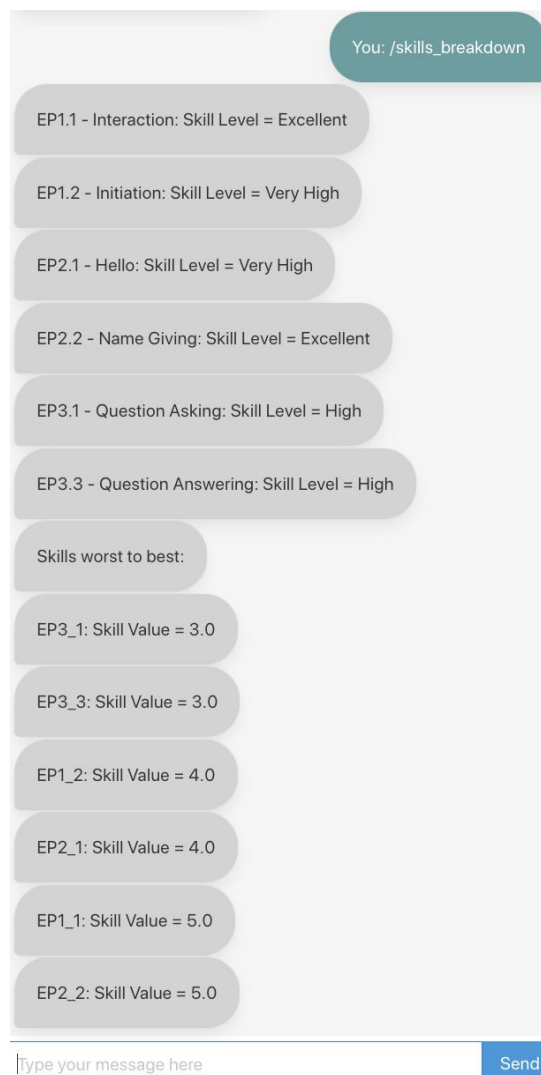 You: /skills_breakdown
EP1.1 - Interaction: Skill Level = Excellent
EP1.2 - Initiation: Skill Level = Very High
EP2.1 - Hello: Skill Level = Very High
EP2.2 - Name Giving: Skill Level = Excellent
EP3.1 - Question Asking: Skill Level = High
EP3.3 - Question Answering: Skill Level = High
Skills worst to best:
EP3_1: Skill Value = 3.0
EP3_3: Skill Value = 3.0
EP1_2: Skill Value = 4.0
EP2_1: Skill Value = 4.0
EP1_1: Skill Value = 5.0
EP2_2: Skill Value = 5.0
Type your message here
Send